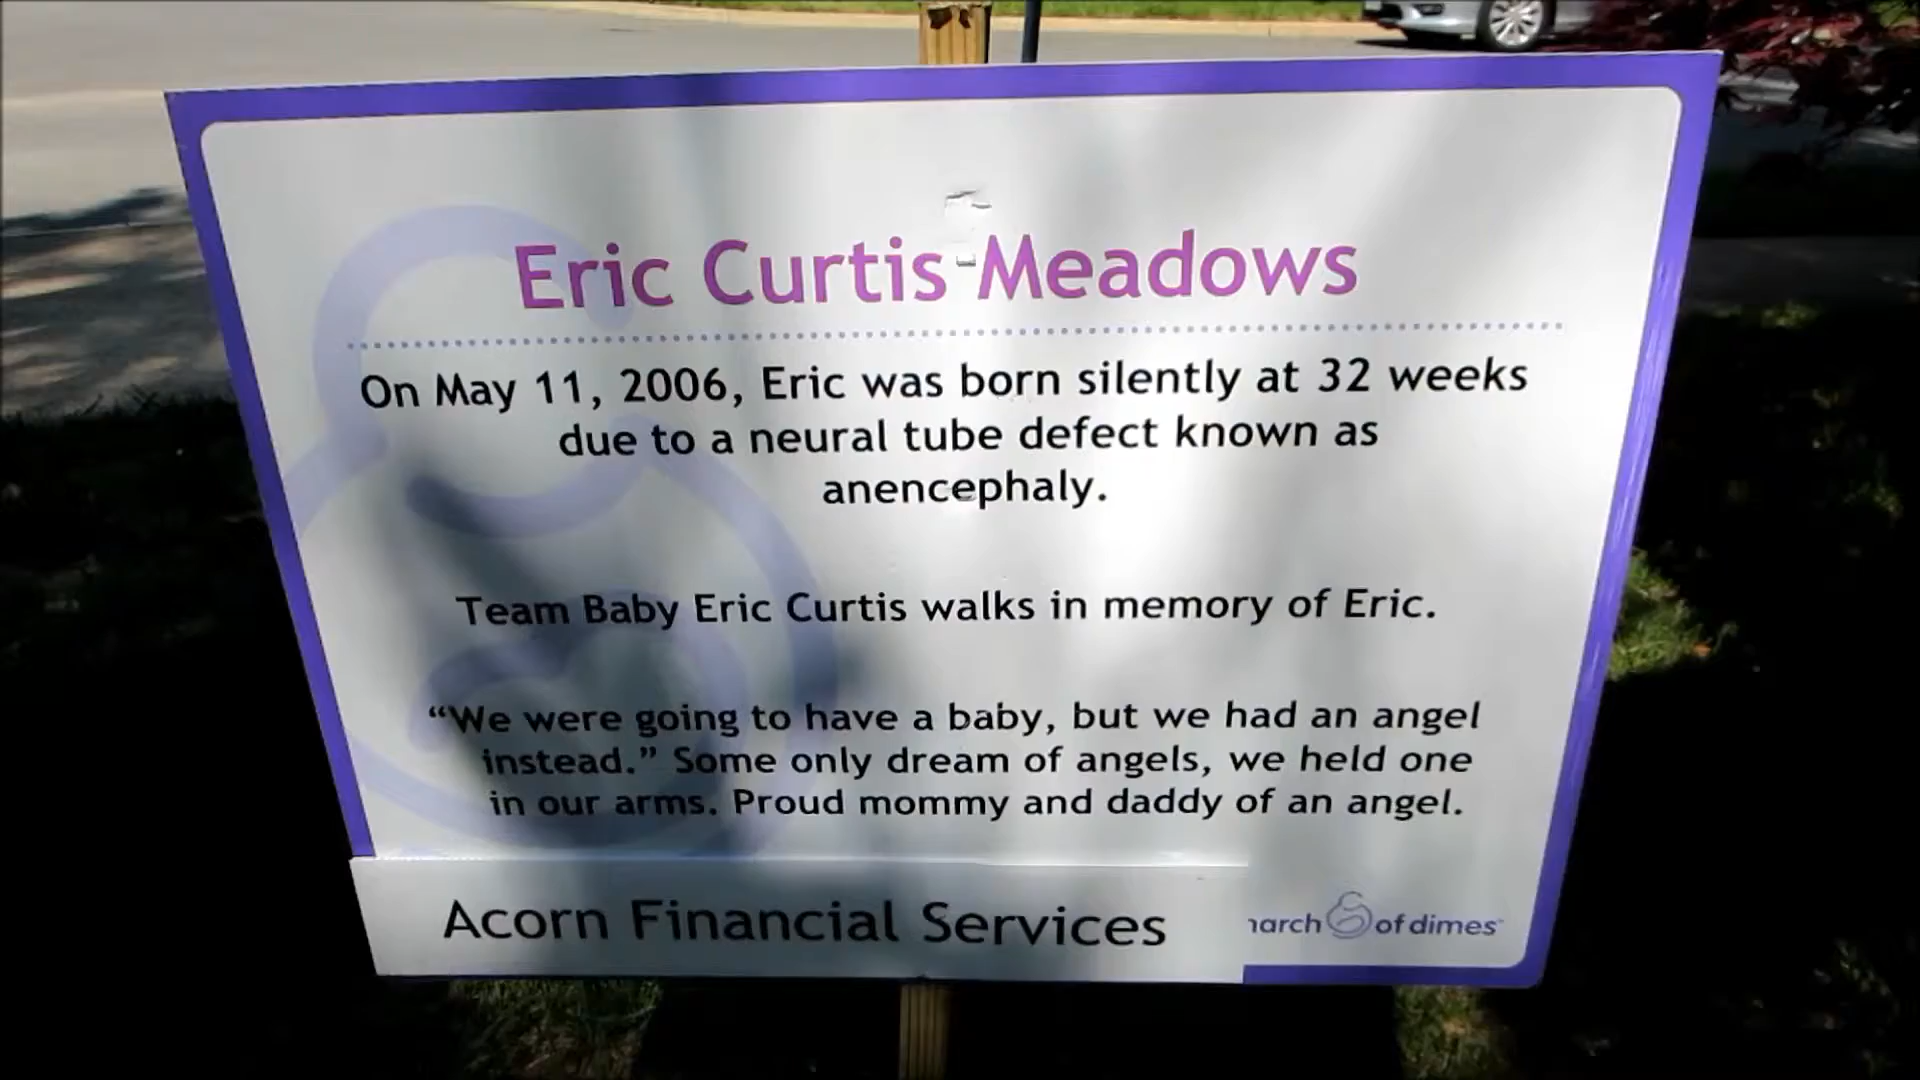 Eric Curtis Meadows
On May 11, 2006, Eric was born silently at 32 weeks
due to a neural tube defect known as
anencephaly.
Team Baby Eric Curtis walks in memory of Eric.
“We were going to have a baby, but we had an angel
instead.” Some only dream of angels, we held one
in our arms. Proud mommy and daddy of an angel.
Acorn Financial Services
arch of dimes